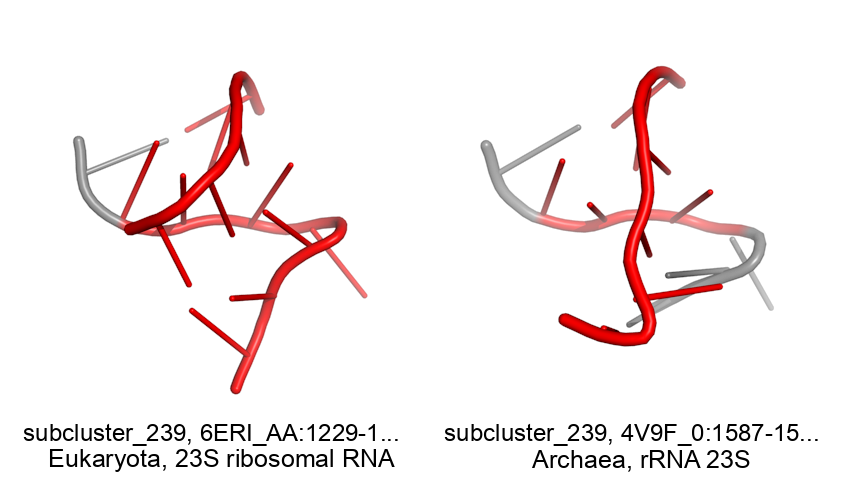 subcluster_239, 6ERI_AA:1229-1...
Eukaryota, 23S ribosomal RNA
subcluster_239, 4V9F_0:1587-15...
Archaea, rRNA 23S